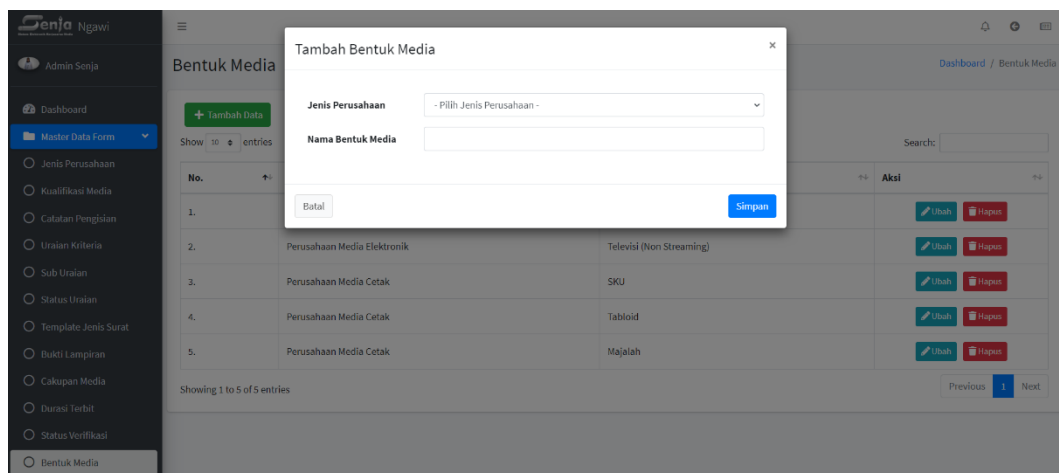 Senja Ngawi
Admin Senja
Dashboard
Master Data Form
Jenis Perusahaan
Kualifikasi Media
Catatan Pengisian
Uraian Kriteria
Sub Uraian
Status Uraian
Template Jenis Surat
Bukti Lampiran
Cakupan Media
Durasi Terbit
Status Verifikasi
Bentuk Media
Bentuk Media
Dashboard / Bentuk Media
Tambah Bentuk Media ×
Jenis Perusahaan - Pilih Jenis Perusahaan -
Nama Bentuk Media
Batal Simpan
+ Tambah Data
Show 10 entries Search:
No. Aksi
1. Ubah Hapus
2. Perusahaan Media Elektronik Televisi (Non Streaming) Ubah Hapus
3. Perusahaan Media Cetak SKU Ubah Hapus
4. Perusahaan Media Cetak Tabloid Ubah Hapus
5. Perusahaan Media Cetak Majalah Ubah Hapus
Showing 1 to 5 of 5 entries Previous 1 Next